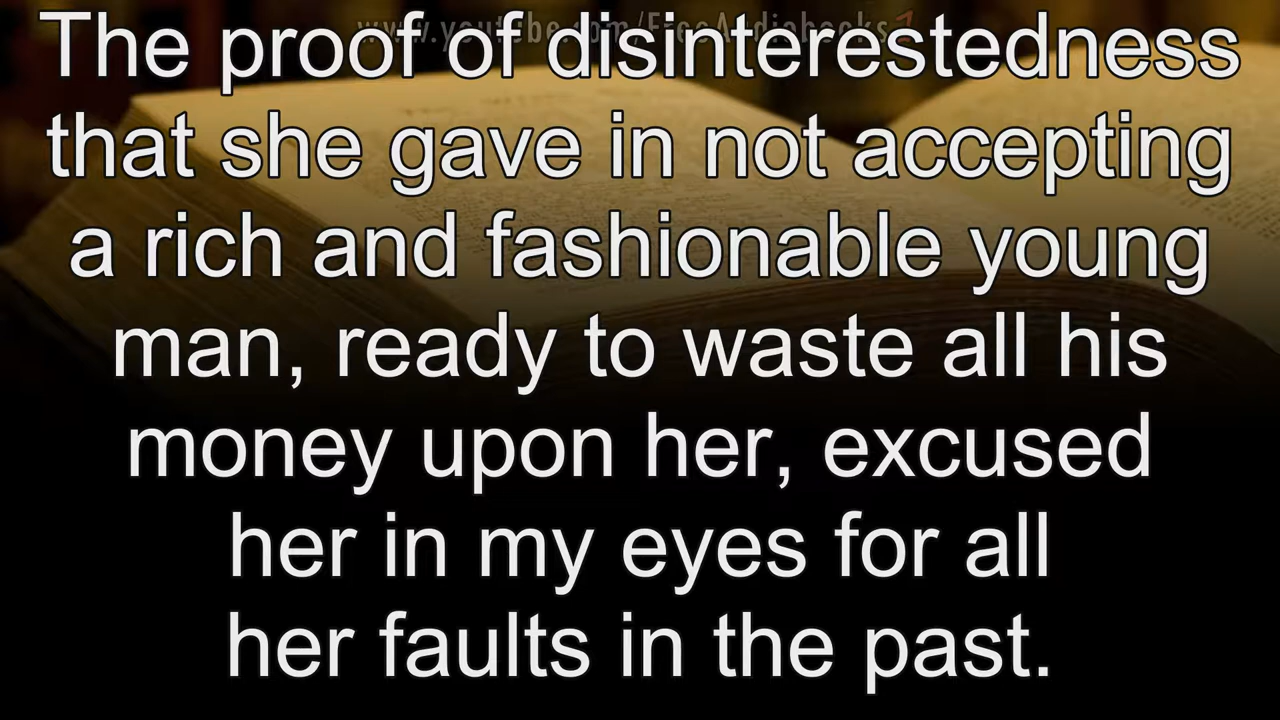 www.youtube.com/FreeAudiobooks
The proof of disinterestedness
that she gave in not accepting
a rich and fashionable young
man, ready to waste all his
money upon her, excused
her in my eyes for all
her faults in the past.